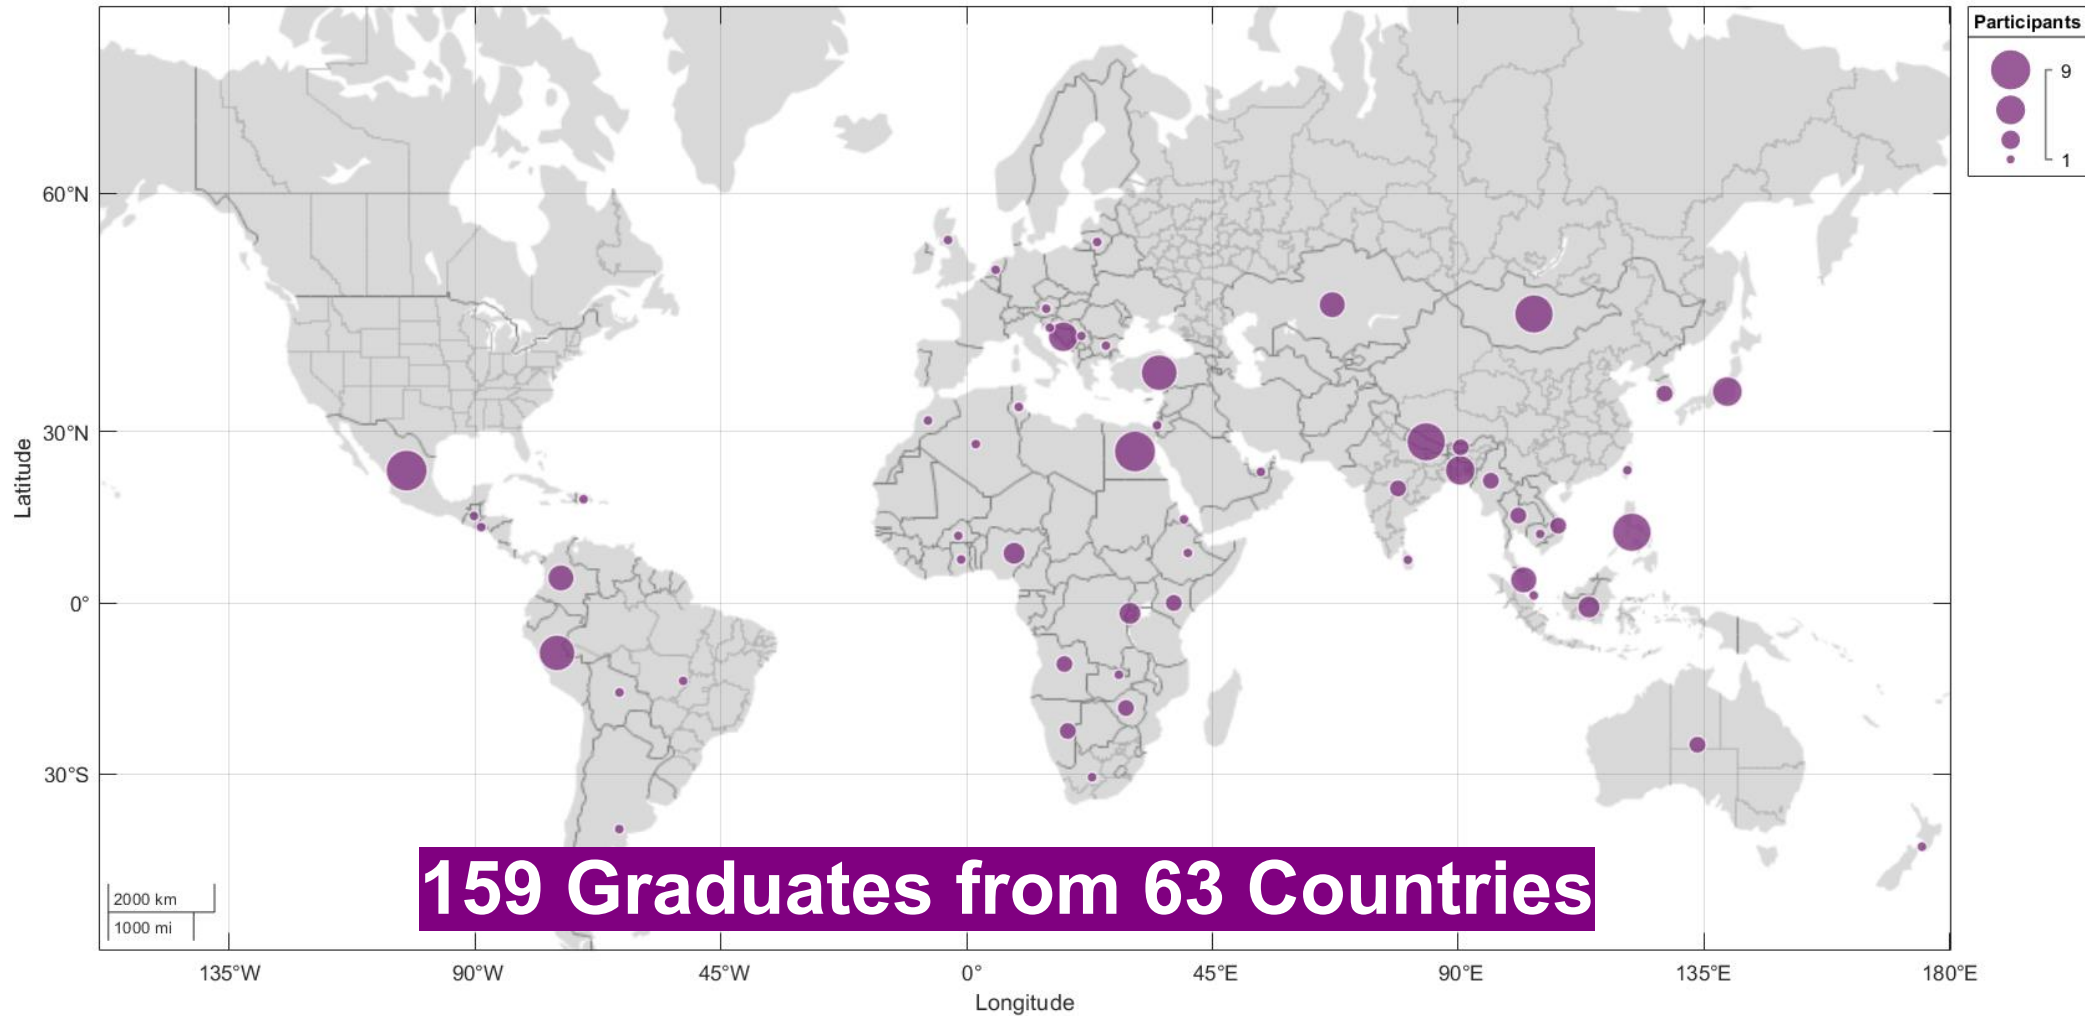 Participants
9
1
60°N
30°N
0°
30°S
Latitude
2000 km
1000 mi
159 Graduates from 63 Countries
135°W
90°W
45°W
0°
45°E
90°E
135°E
180°E
Longitude